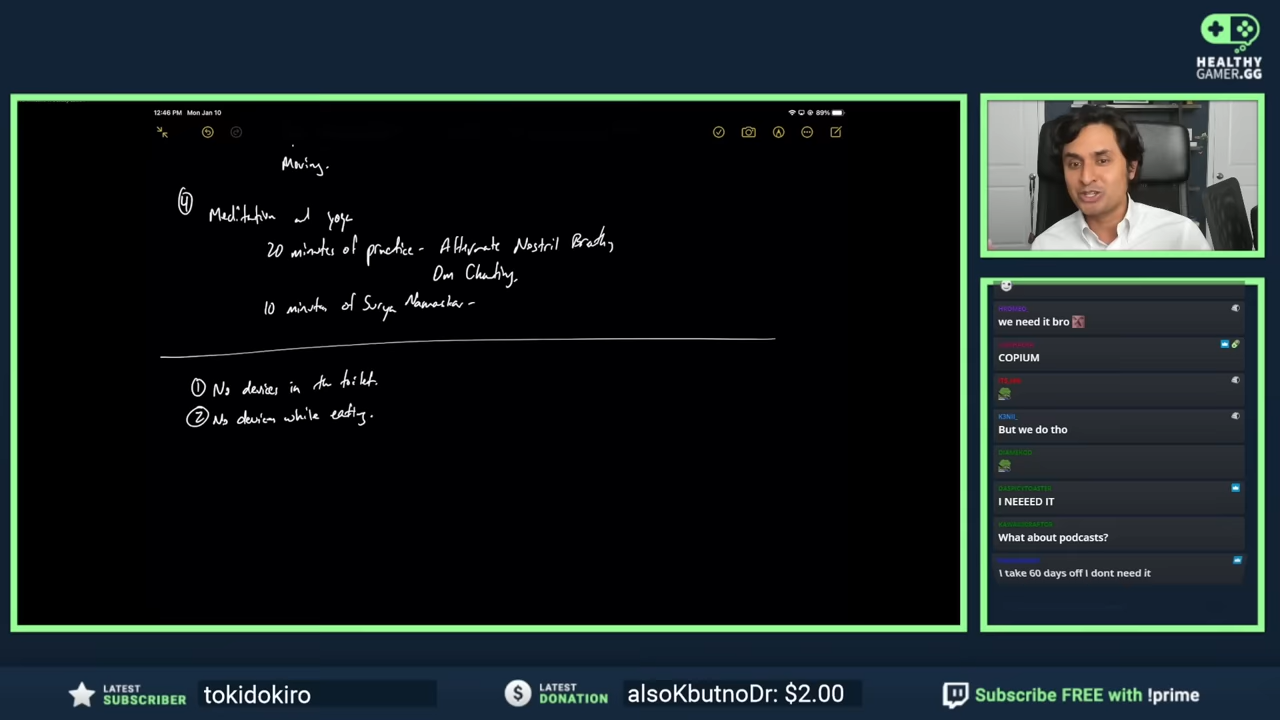 HEALTHY
GAMER.GG
12:46 PM Mon Jan 10
89%
Moving.
④
Meditation and yoga
20 minutes of practice - Alternate Nostril Breath,
Om Chanting.
10 minutes of Surya Namaskar -
① No devices in the toilet.
② No devices while eating.
we need it bro
COPIUM
But we do tho
I NEEEED IT
What about podcasts?
I take 60 days off I dont need it
LATEST SUBSCRIBER tokidokiro
$ LATEST DONATION alsoKbutnoDr: $2.00
Subscribe FREE with !prime